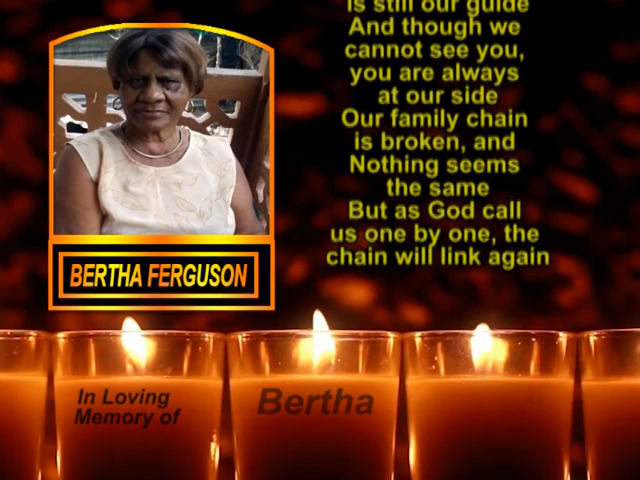 is still our guide
And though we
cannot see you,
you are always
at our side
Our family chain
is broken, and
Nothing seems
the same
But as God call
us one by one, the
chain will link again
BERTHA FERGUSON
In Loving
Memory of
Bertha